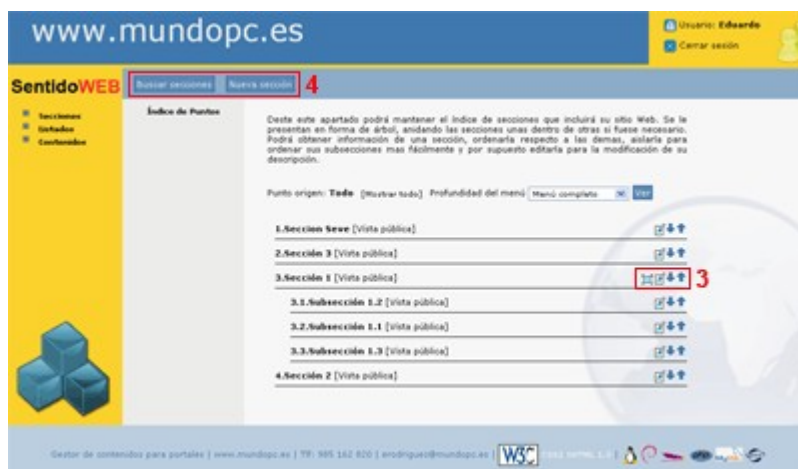 www.mundopc.es
Usuario: Eduardo
Cerrar sesión
SentidoWEB
Buscar secciones
Nueva sección
4
Secciones
Listados
Contenidos
Índice de Puntos
Deste este apartado podrá mantener el índice de secciones que incluirá su sitio Web. Se le
presentan en forma de árbol, anidando las secciones unas dentro de otras si fuese necesario.
Podrá obtener información de una sección, ordenarla respecto a las demas, aislarla para
ordenar sus subsecciones mas fácilmente y por supuesto editarla para la modificación de su
descripción.
Punto origen: Todo [Mostrar todo] Profundidad del menú Menú completo Ver
1.Seccion Seve [Vista pública]
2.Sección 3 [Vista pública]
3.Sección 1 [Vista pública]
3
3.1.Subsección 1.2 [Vista pública]
3.2.Subsección 1.1 [Vista pública]
3.3.Subsección 1.3 [Vista pública]
4.Sección 2 [Vista pública]
Gestor de contenidos para portales | www.mundopc.es | Tlf: 985 162 820 | erodriguez@mundopc.es | W3C